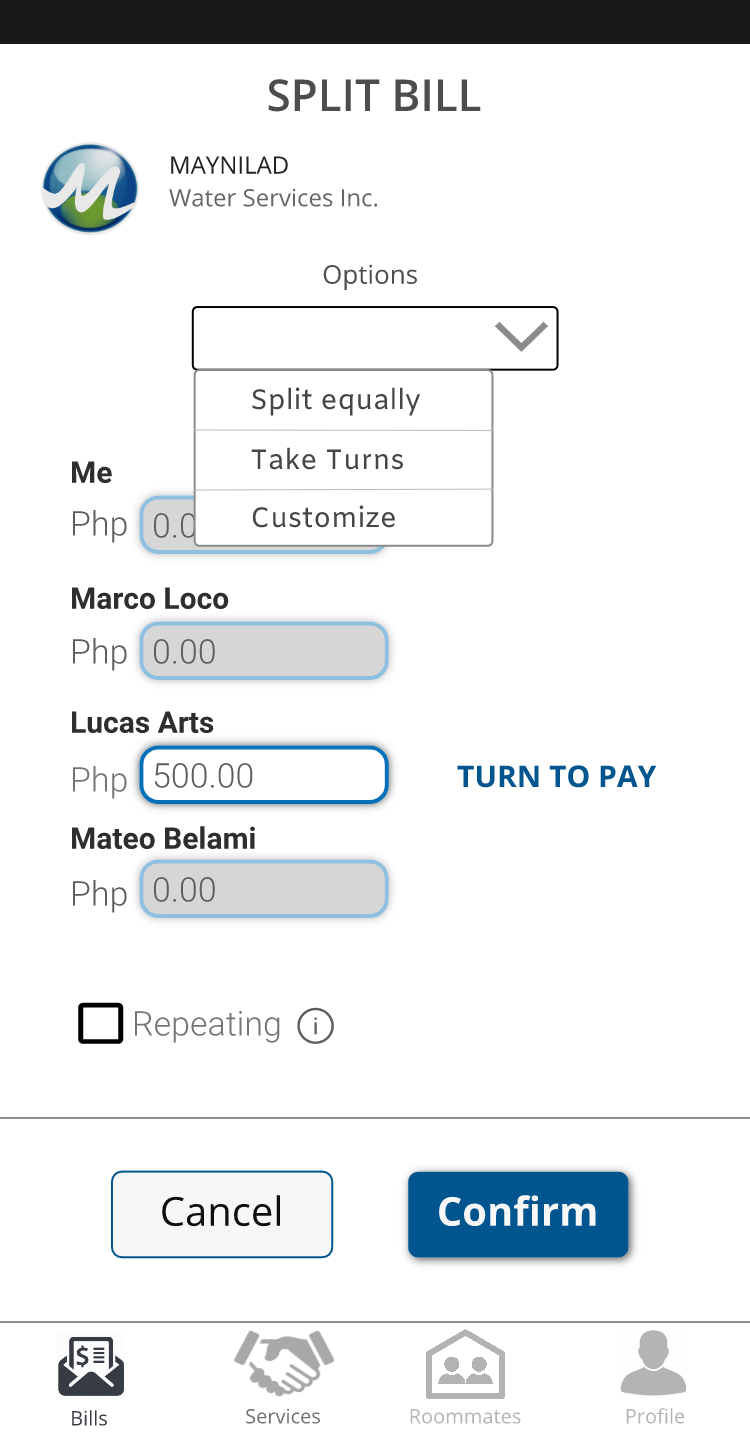 SPLIT BILL
MAYNILAD
Water Services Inc.
Options
Split equally
Take Turns
Customize
Me
Php 0.0
Marco Loco
Php 0.00
Lucas Arts
Php 500.00 TURN TO PAY
Mateo Belami
Php 0.00
Repeating i
Cancel Confirm
Bills Services Roommates Profile